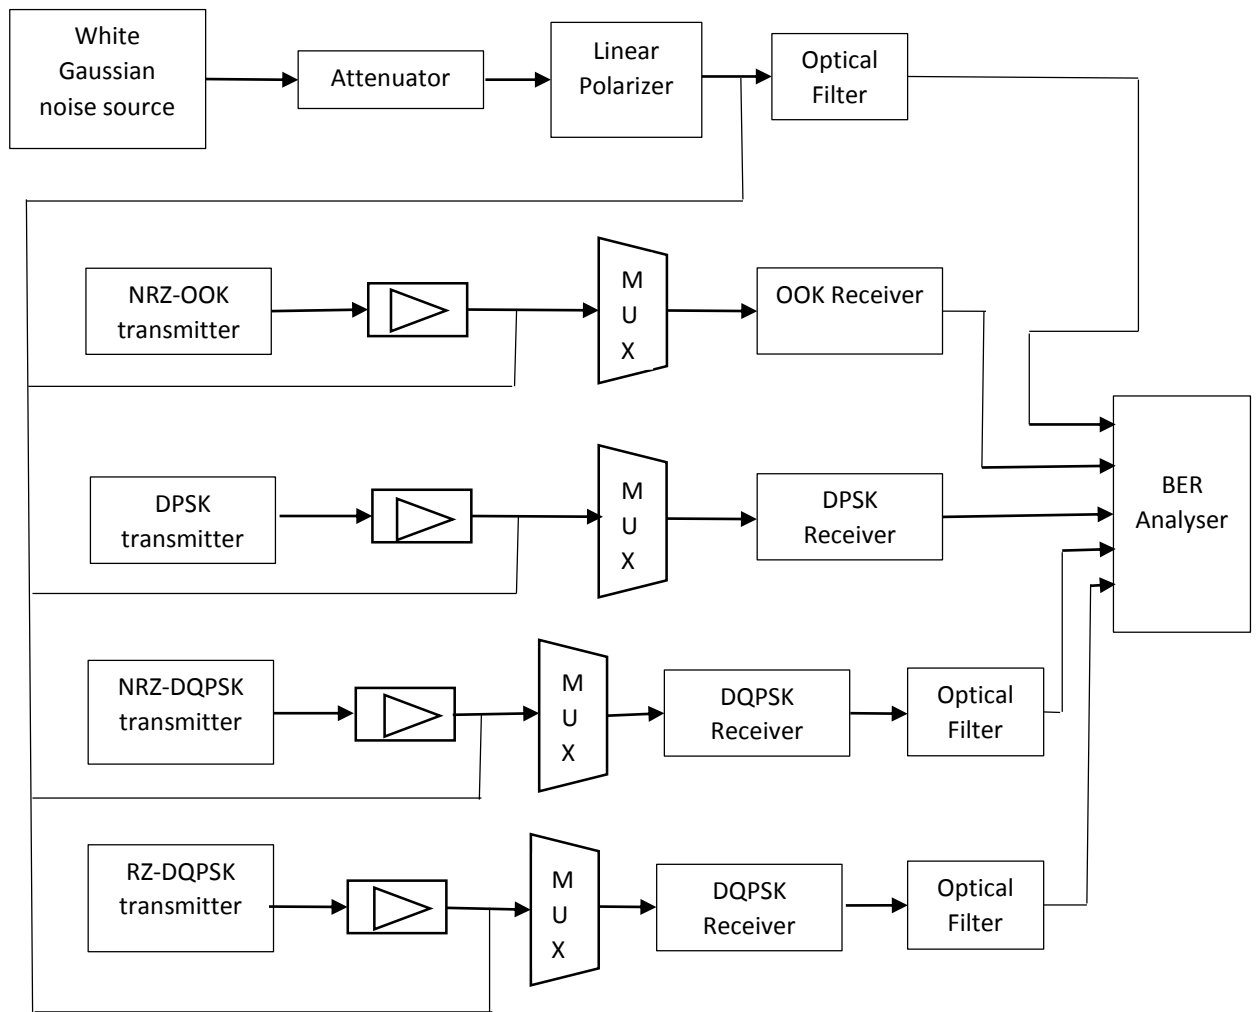 White
Gaussian
noise source
Attenuator
Linear
Polarizer
Optical
Filter
NRZ-OOK
transmitter
M
U
X
OOK Receiver
DPSK
transmitter
M
U
X
DPSK
Receiver
BER
Analyser
NRZ-DQPSK
transmitter
M
U
X
DQPSK
Receiver
Optical
Filter
RZ-DQPSK
transmitter
M
U
X
DQPSK
Receiver
Optical
Filter